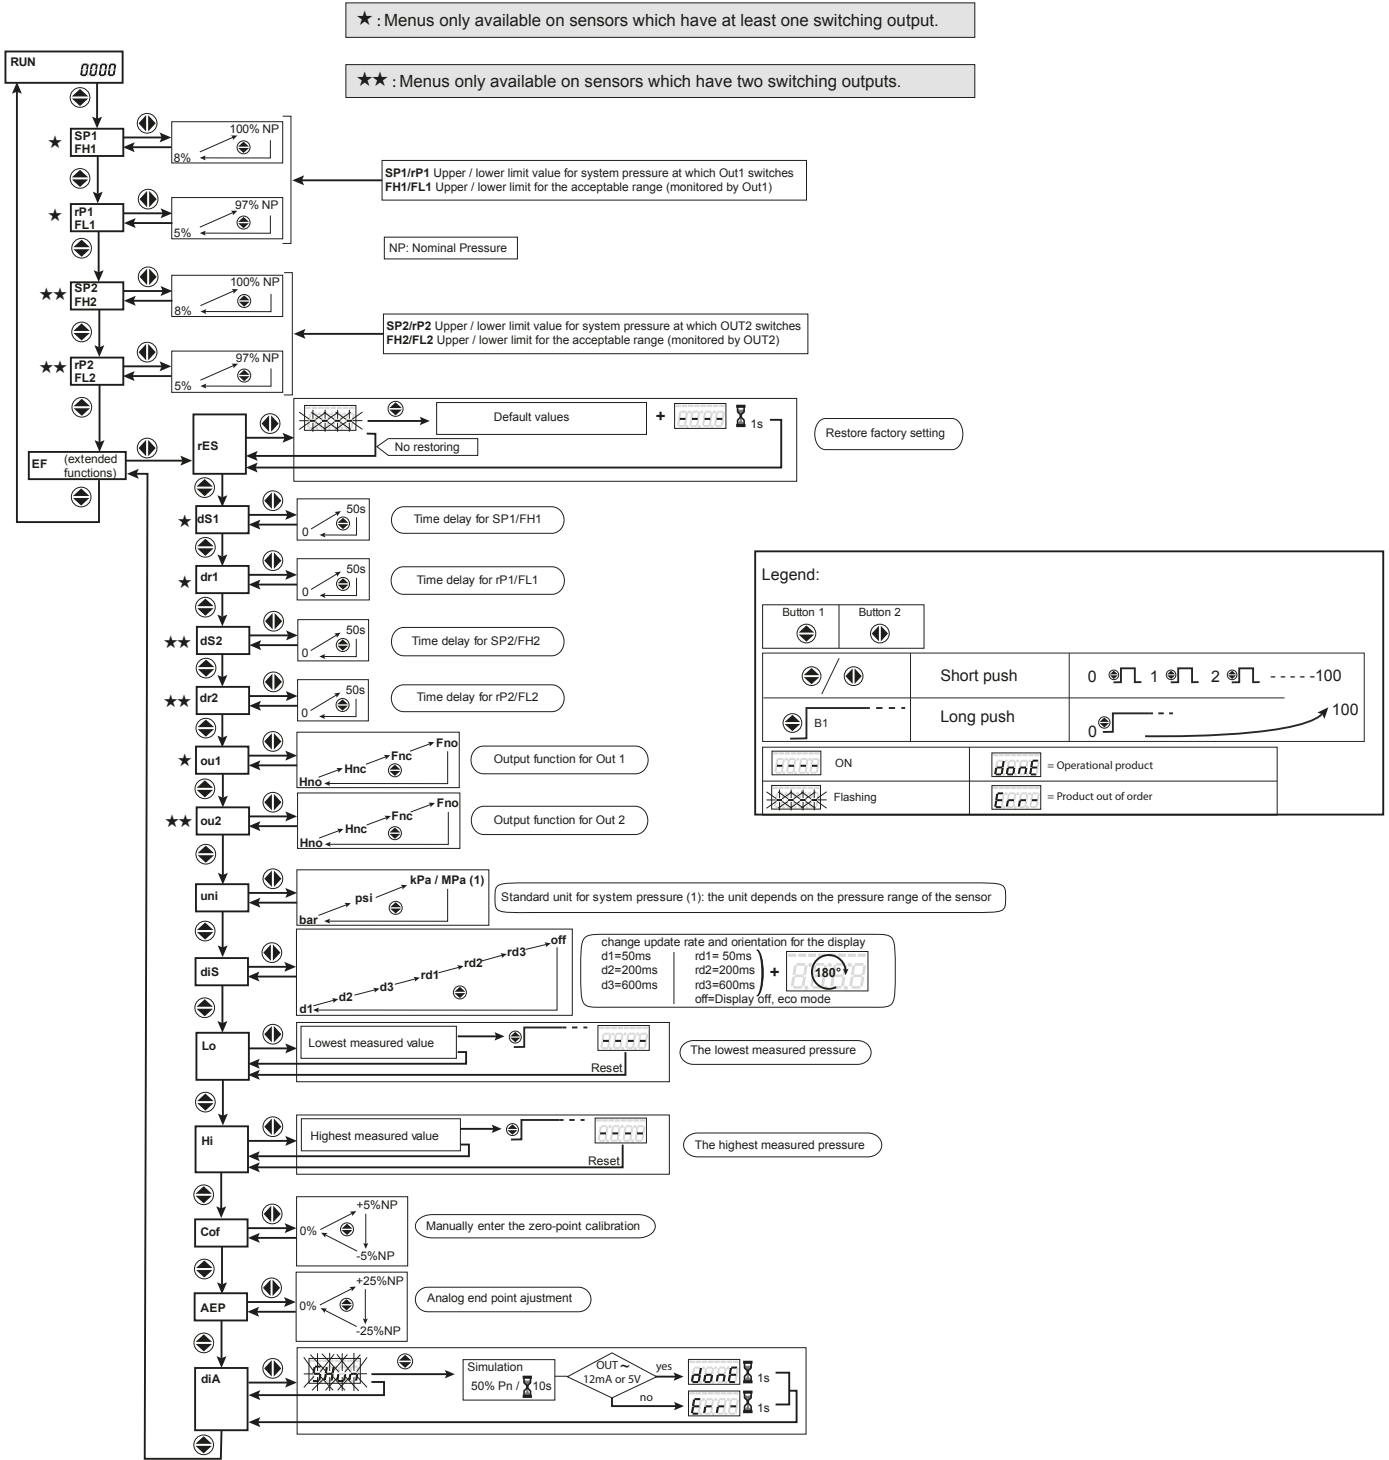 ★ : Menus only available on sensors which have at least one switching output.
★★ : Menus only available on sensors which have two switching outputs.
RUN 0000
★ SP1
FH1
100% NP
8%
★ rP1
FL1
97% NP
5%
SP1/rP1 Upper / lower limit value for system pressure at which Out1 switches
FH1/FL1 Upper / lower limit for the acceptable range (monitored by Out1)
NP: Nominal Pressure
★★ SP2
FH2
100% NP
8%
★★ rP2
FL2
97% NP
5%
SP2/rP2 Upper / lower limit value for system pressure at which OUT2 switches
FH2/FL2 Upper / lower limit for the acceptable range (monitored by OUT2)
EF (extended
functions)
rES
Default values
+ ---- 1s
No restoring
Restore factory setting
★ dS1
50s
0
Time delay for SP1/FH1
★ dr1
50s
0
Time delay for rP1/FL1
★★ dS2
50s
0
Time delay for SP2/FH2
★★ dr2
50s
0
Time delay for rP2/FL2
★ ou1
Hno Hnc Fnc Fno
Output function for Out 1
★★ ou2
Hno Hnc Fnc Fno
Output function for Out 2
uni
bar psi kPa / MPa (1)
Standard unit for system pressure (1): the unit depends on the pressure range of the sensor
diS
d1 d2 d3 rd1 rd2 rd3 off
change update rate and orientation for the display
d1=50ms rd1= 50ms
d2=200ms rd2=200ms + 180°
d3=600ms rd3=600ms
off=Display off, eco mode
Lo
Lowest measured value
----
Reset
The lowest measured pressure
Hi
Highest measured value
----
Reset
The highest measured pressure
Cof
+5%NP
0%
-5%NP
Manually enter the zero-point calibration
AEP
+25%NP
0%
-25%NP
Analog end point ajustment
diA
Simulation
50% Pn / 10s
OUT ~
12mA or 5V
yes
donE 1s
no
Err- 1s
Legend:
Button 1 Button 2
/ Short push 0 1 2 -----100
B1 Long push 0 100
---- ON
donE = Operational product
Flashing
Err- = Product out of order